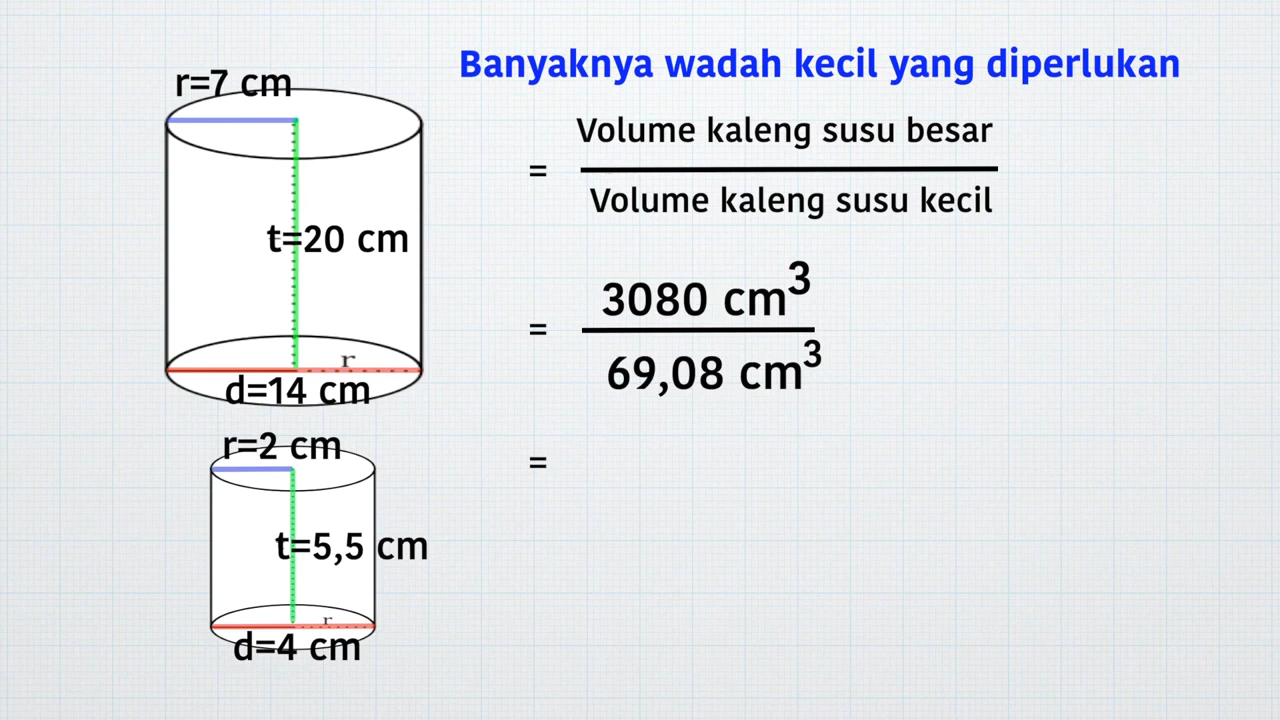 Banyaknya wadah kecil yang diperlukan
r=7 cm
t=20 cm
r
d=14 cm
r=2 cm
t=5,5 cm
r
d=4 cm
= Volume kaleng susu besar
Volume kaleng susu kecil
= 3080 cm³
69,08 cm³
=